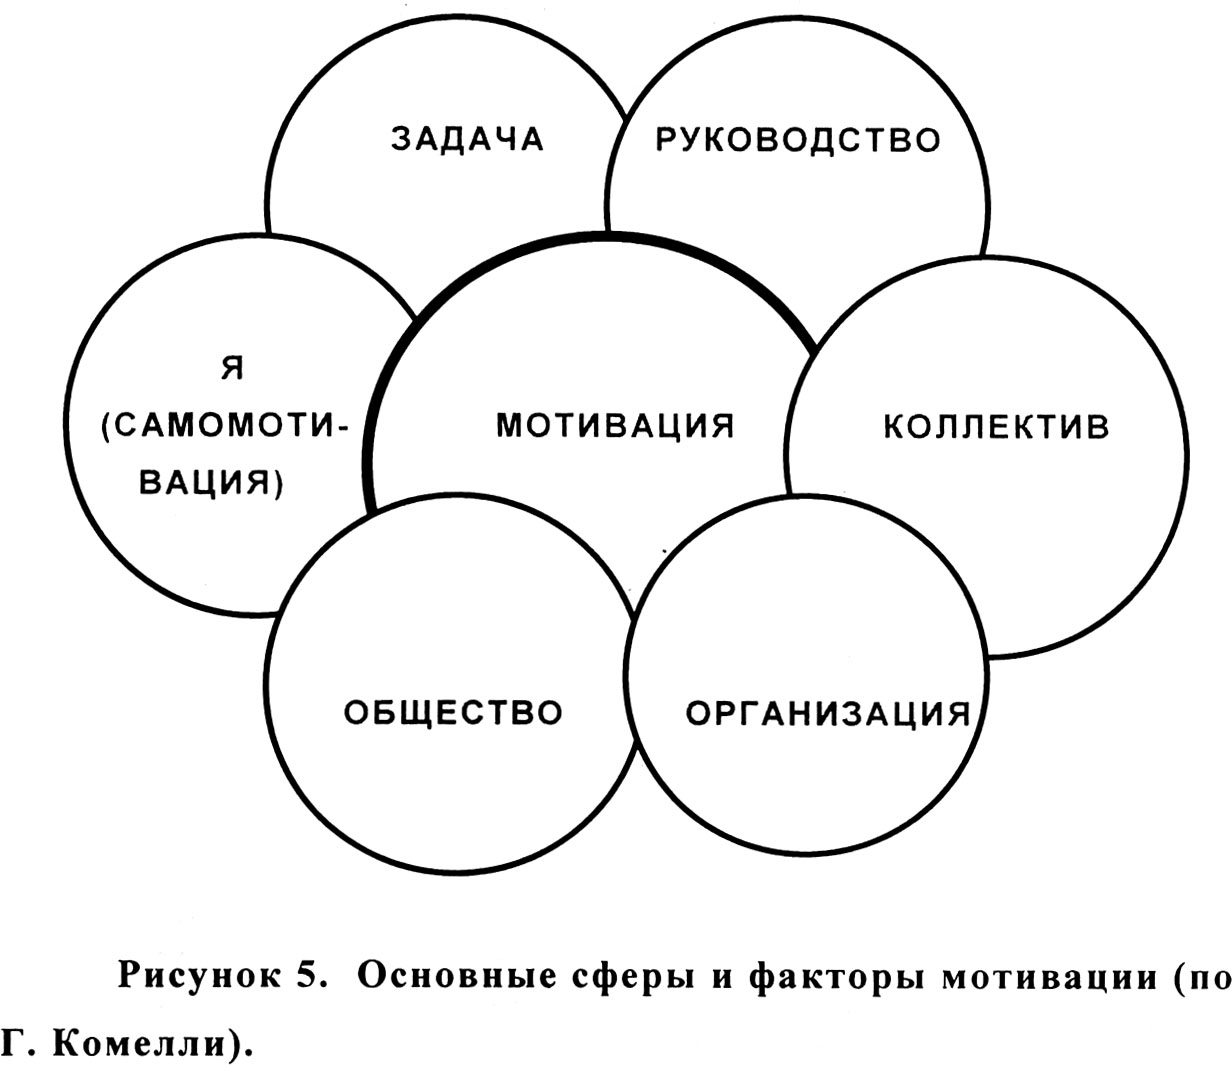 ЗАДАЧА
РУКОВОДСТВО
Я
(САМОМОТИ-
ВАЦИЯ)
МОТИВАЦИЯ
КОЛЛЕКТИВ
ОБЩЕСТВО
ОРГАНИЗАЦИЯ
Рисунок 5. Основные сферы и факторы мотивации (по
Г. Комелли).